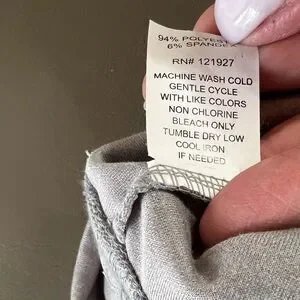 94% POLYES
6% SPANDE
RN# 121927
MACHINE WASH COLD
GENTLE CYCLE
WITH LIKE COLORS
NON CHLORINE
BLEACH ONLY
TUMBLE DRY LOW
COOL IRON
IF NEEDED